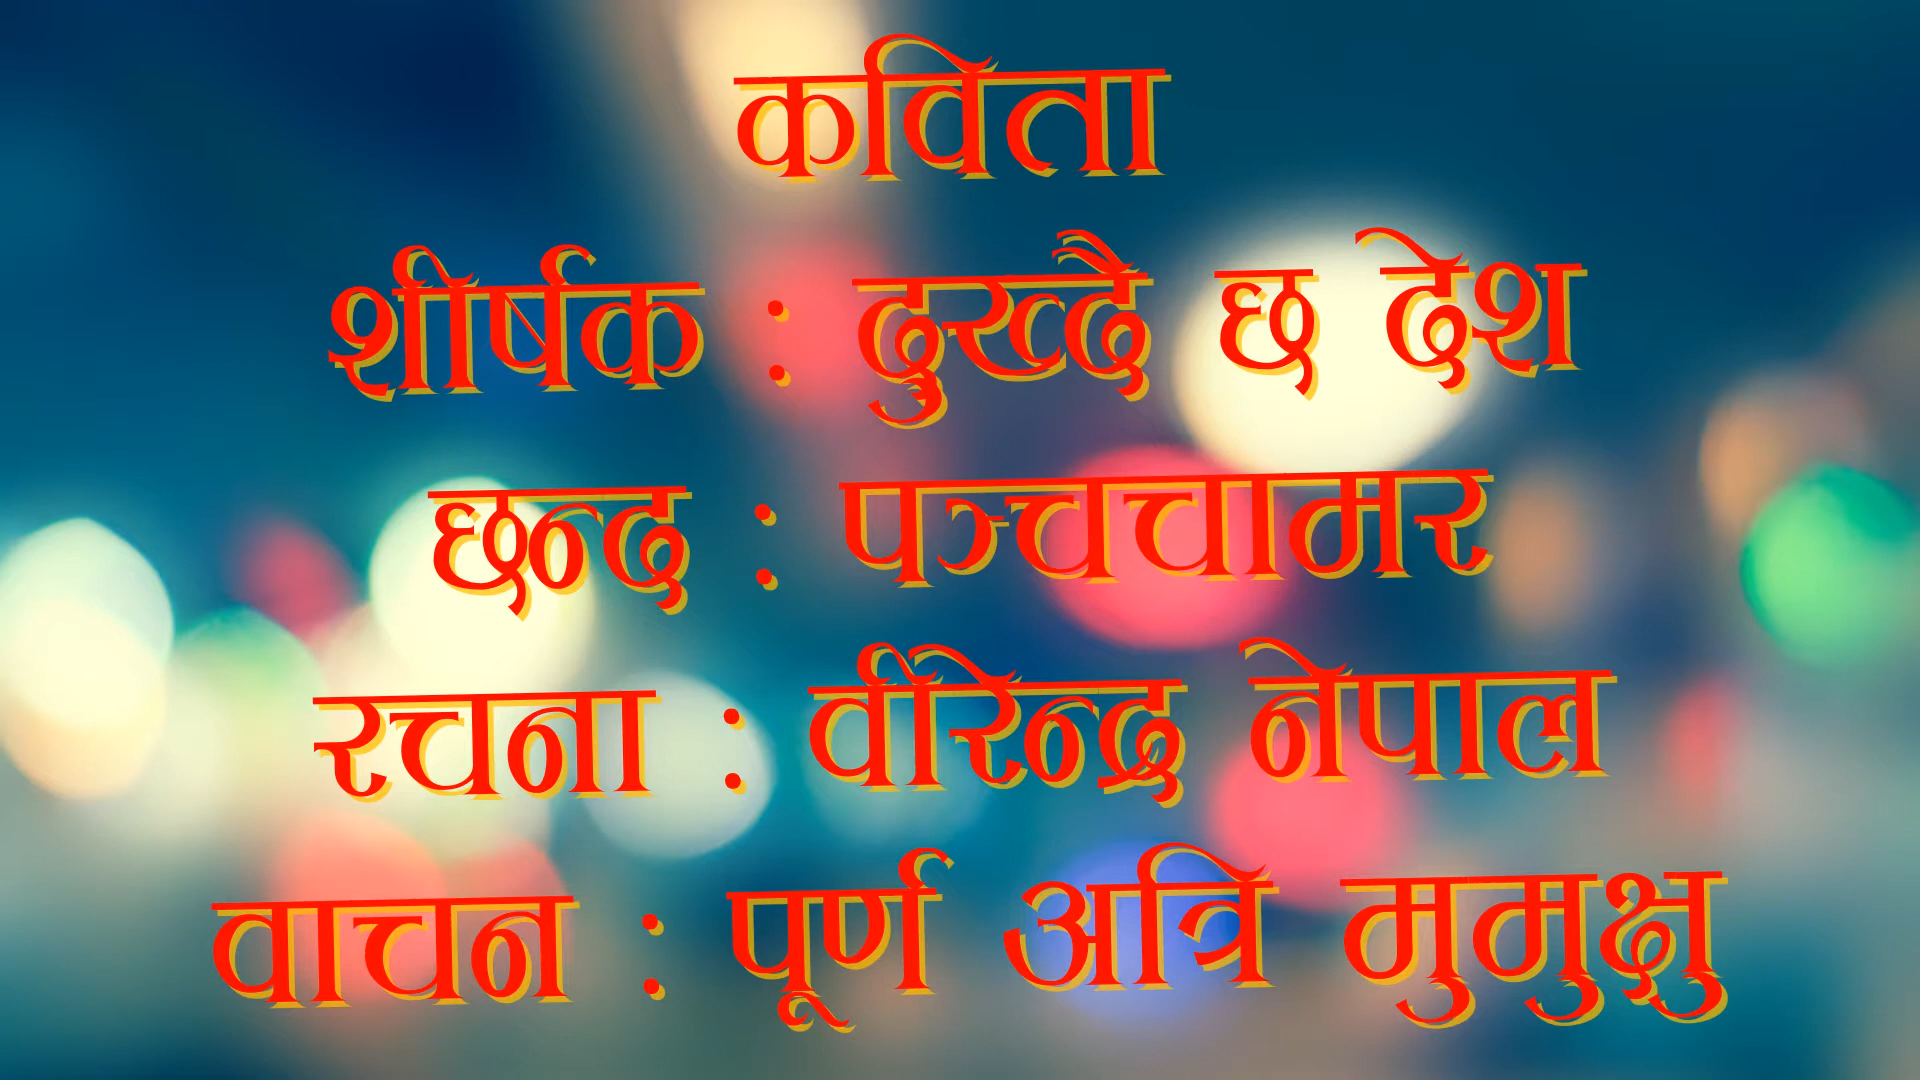 कविता
शीर्षक : दुख्दै छ देश
छन्द : पञ्चचामर
रचना : वीरेन्द्र नेपाल
वाचन : पूर्ण अत्रि मुमुक्षु